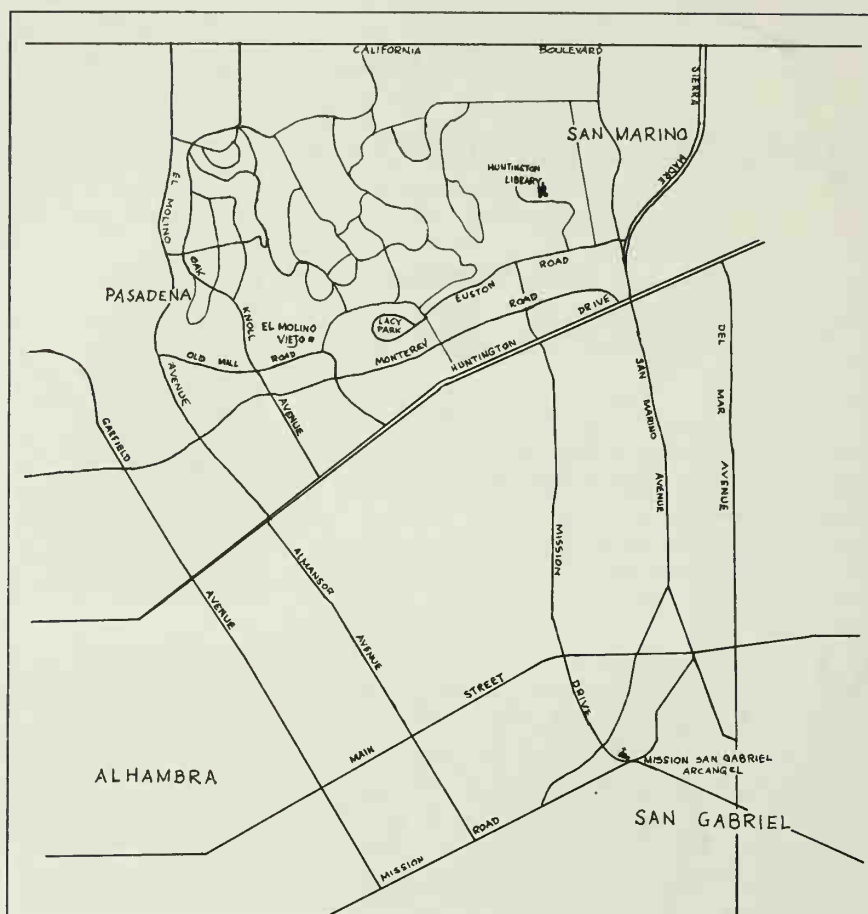 CALIFORNIA BOULEVARD
SIERRA MADRE
SAN MARINO
HUNTINGTON
LIBRARY
EL MOLINO
AVENUE
OAK KNOLL
AVENUE
PASADENA
EL MOLINO
VIEJO
LACY
PARK
EUSTON ROAD
OLD MILL ROAD
MONTEREY ROAD
HUNTINGTON DRIVE
GARFIELD
AVENUE
ALMANSOR
AVENUE
MISSION
DRIVE
SAN MARINO
AVENUE
DEL MAR AVENUE
MAIN STREET
ALHAMBRA
MISSION SAN GABRIEL
ARCANGEL
SAN GABRIEL
MISSION ROAD